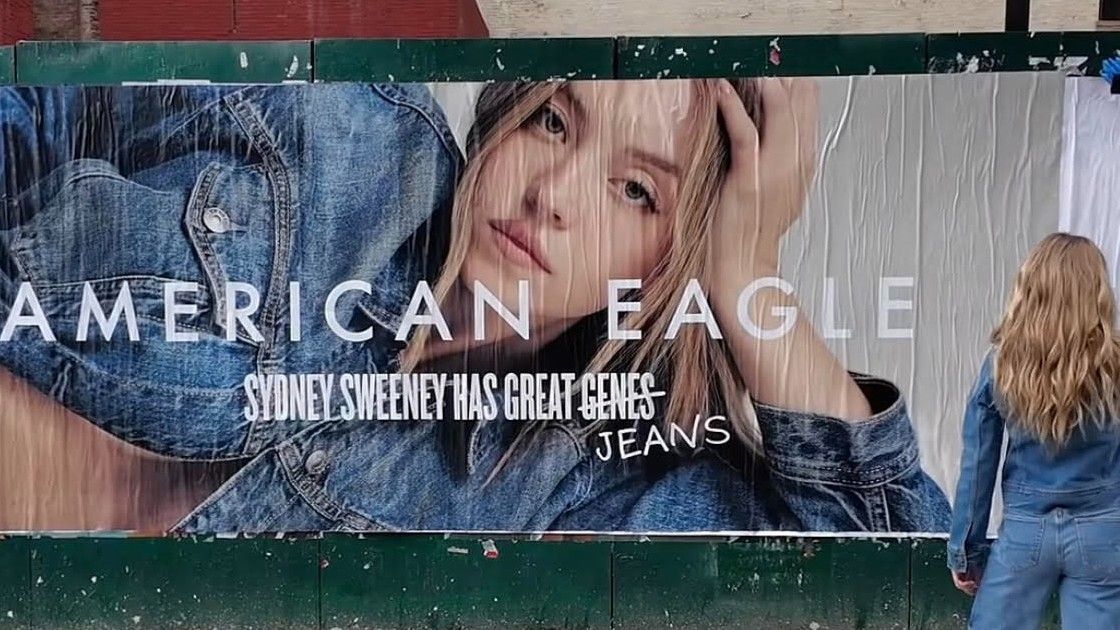 AMERICAN EAGLE
SYDNEY SWEENEY HAS GREAT GENES
JEANS